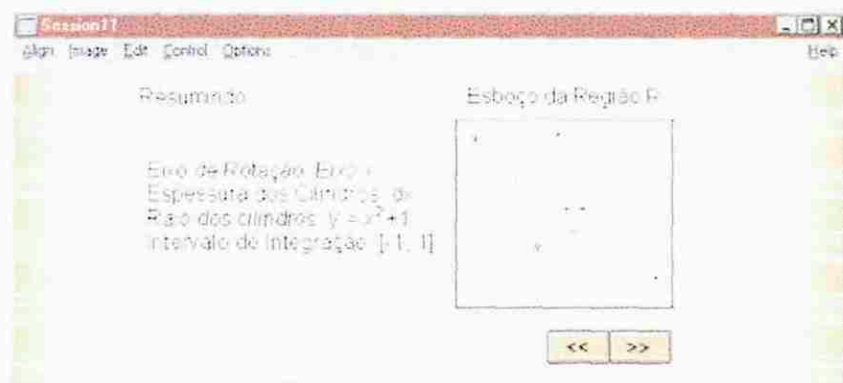 Session11
Align Image Edit Control Options Help
Resumindo
Esboço da Região R
Eixo de Rotação: Eixo x
Espessura dos Cilindros: dx
Raio dos cilindros: y = x²+1
Intervalo de Integração: [-1, 1]
<< >>